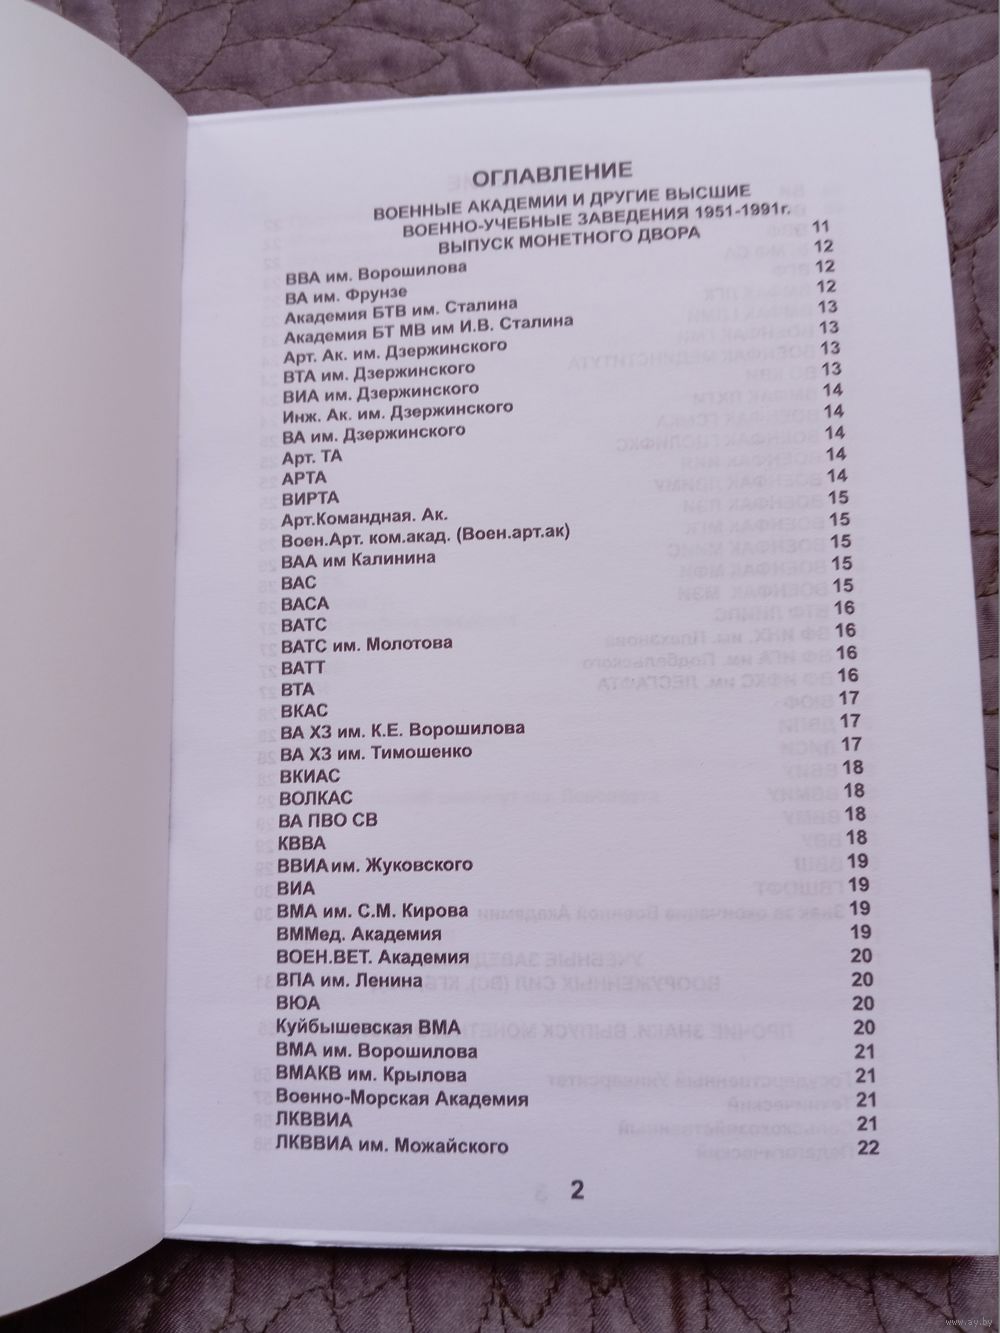 ОГЛАВЛЕНИЕ
ВОЕННЫЕ АКАДЕМИИ И ДРУГИЕ ВЫСШИЕ
ВОЕННО-УЧЕБНЫЕ ЗАВЕДЕНИЯ 1951-1991г.
ВЫПУСК МОНЕТНОГО ДВОРА 11
ВВА им. Ворошилова 12
ВА им. Фрунзе 12
Академия БТВ им. Сталина 12
Академия БТ МВ им И.В. Сталина 13
Арт. Ак. им. Дзержинского 13
ВТА им. Дзержинского 13
ВИА им. Дзержинского 13
Инж. Ак. им. Дзержинского 14
ВА им. Дзержинского 14
Арт. ТА 14
АРТА 14
ВИРТА 14
Арт.Командная. Ак. 15
Воен.Арт. ком.акад. (Воен.арт.ак) 15
ВАА им Калинина 15
ВАС 15
ВАСА 15
ВАТС 16
ВАТС им. Молотова 16
ВАТТ 16
ВТА 16
ВКАС 17
ВА ХЗ им. К.Е. Ворошилова 17
ВА ХЗ им. Тимошенко 17
ВКИАС 18
ВОЛКАС 18
ВА ПВО СВ 18
КВВА 18
ВВИА им. Жуковского 19
ВИА 19
ВМА им. С.М. Кирова 19
ВММед. Академия 19
ВОЕН.ВЕТ. Академия 20
ВПА им. Ленина 20
ВЮА 20
Куйбышевская ВМА 20
ВМА им. Ворошилова 21
ВМАКВ им. Крылова 21
Военно-Морская Академия 21
ЛКВВИА 21
ЛКВВИА им. Можайского 22
2
www.ay.by